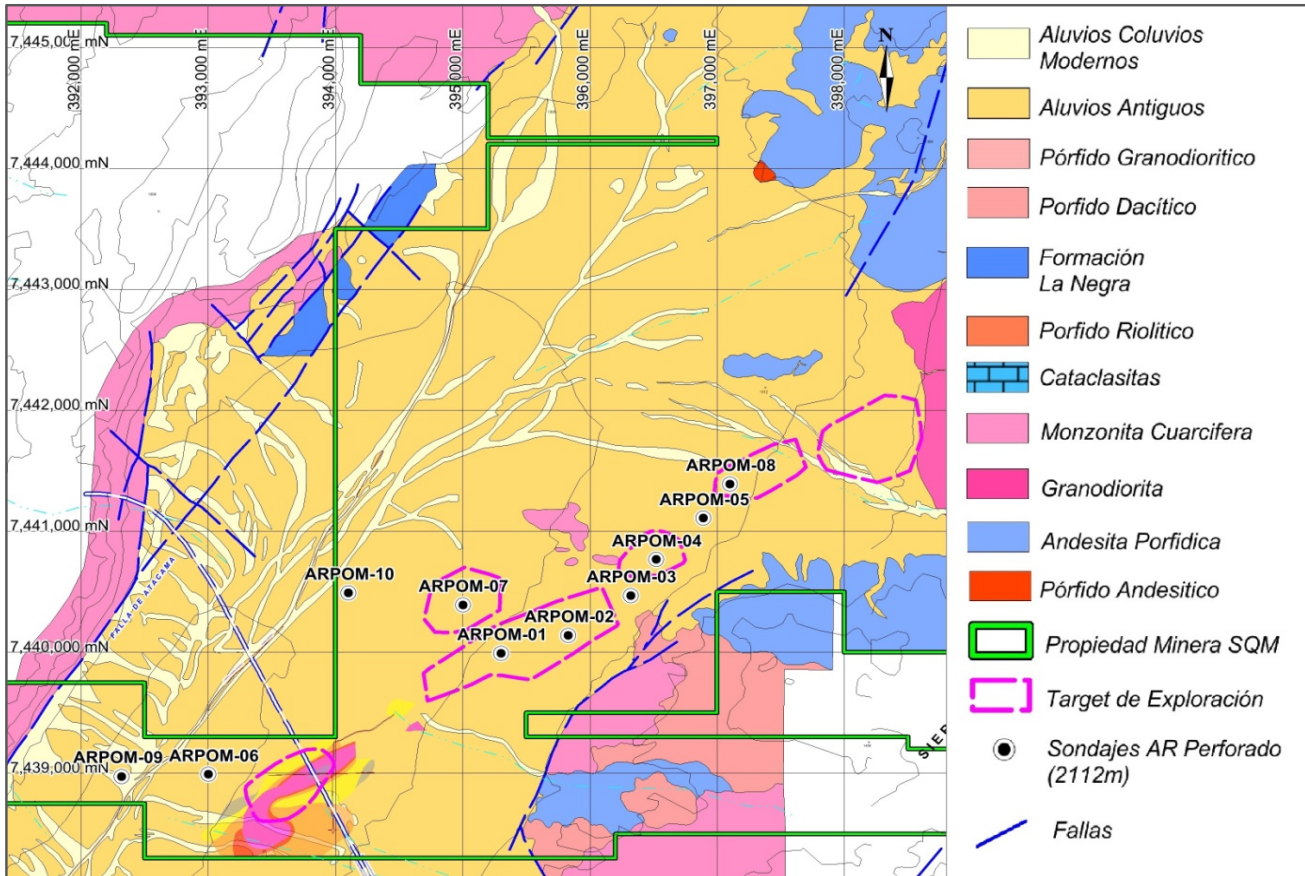 392,000 mE
393,000 mE
394,000 mE
395,000 mE
396,000 mE
397,000 mE
398,000 mE
N
7,445,000 mN
7,444,000 mN
7,443,000 mN
7,442,000 mN
7,441,000 mN
7,440,000 mN
7,439,000 mN
ARPOM-08
ARPOM-05
ARPOM-04
ARPOM-10
ARPOM-07
ARPOM-03
ARPOM-02
ARPOM-01
ARPOM-09
ARPOM-06
FALLA-DE ATACAMA
SIER
Aluvios Coluvios
Modernos
Aluvios Antiguos
Pórfido Granodioritico
Porfido Dacítico
Formación
La Negra
Porfido Riolitico
Cataclasitas
Monzonita Cuarcifera
Granodiorita
Andesita Porfidica
Pórfido Andesitico
Propiedad Minera SQM
Target de Exploración
Sondajes AR Perforado
(2112m)
Fallas